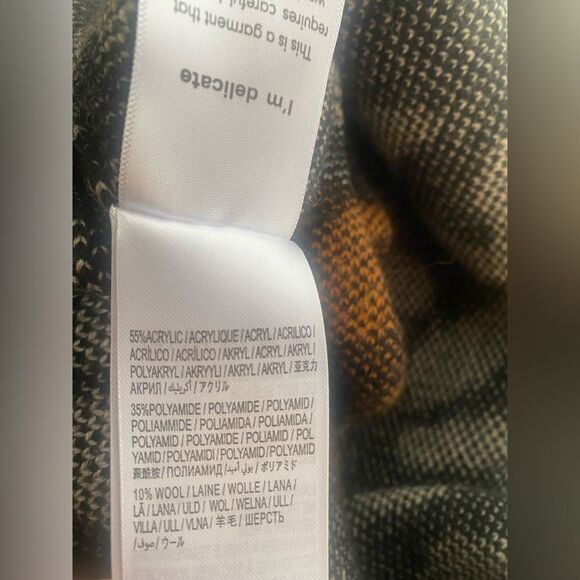 I'm delicate
This is a garment that
requires careful
55%ACRYLIC / ACRYLIQUE / ACRYL / ACRILICO /
ACRÍLICO / ACRÍLICO / AKRYL / ACRYL / AKRYL /
POLYAKRYL / AKRYYLI / AKRYL / AKRYL / 亚克力
АКРИЛ / أكريليك / アクリル
35%POLYAMIDE / POLYAMIDE / POLYAMID /
POLIAMMIDE / POLIAMIDA / POLIAMIDA /
POLYAMID / POLYAMIDE / POLIAMID / POL
YAMID / POLYAMIDI / POLYAMID / POLYAMID
聚酰胺 / ПОЛИАМИД / بولي أميد / ポリアミド
10% WOOL / LAINE / WOLLE / LANA /
LÃ / LANA / ULD / WOL / WELNA / ULL /
VILLA / ULL / VLNA / 羊毛 / ШЕРСТЬ
/ صوف / ウール